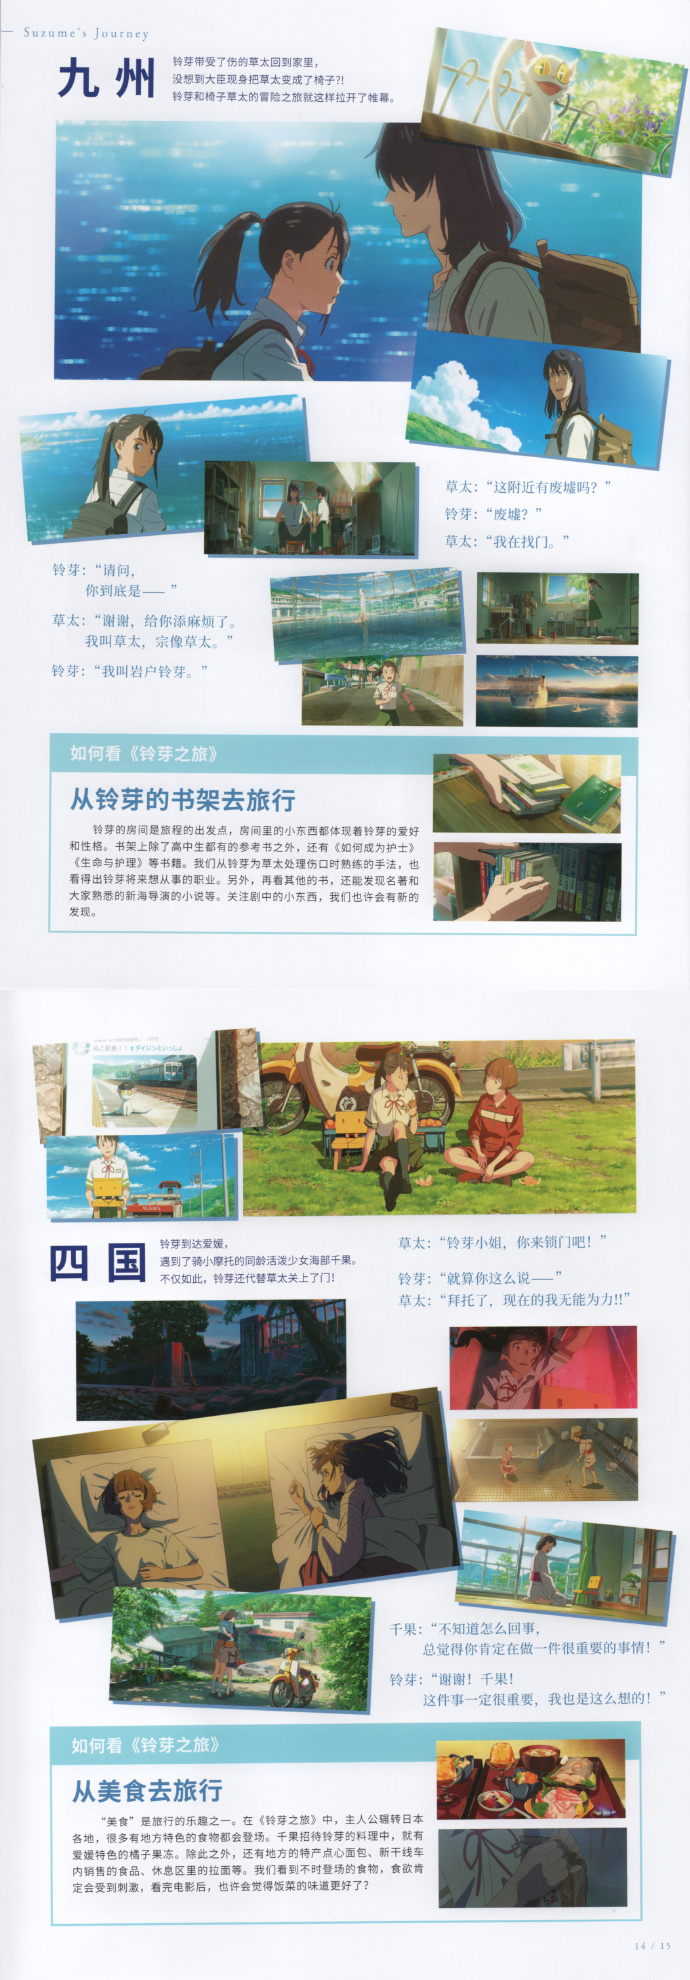 Suzume's Journey
九州
铃芽带受了伤的草太回到家里，
没想到大臣现身把草太变成了椅子?!
铃芽和椅子草太的冒险之旅就这样拉开了帷幕。
草太：“这附近有废墟吗？”
铃芽：“废墟？”
草太：“我在找门。”
铃芽：“请问，
你到底是——”
草太：“谢谢，给你添麻烦了。
我叫草太，宗像草太。”
铃芽：“我叫岩户铃芽。”
如何看《铃芽之旅》
从铃芽的书架去旅行
铃芽的房间是旅程的出发点，房间里的小东西都体现着铃芽的爱好
和性格。书架上除了高中生都有的参考书之外，还有《如何成为护士》
《生命与护理》等书籍。我们从铃芽为草太处理伤口时熟练的手法，也
看得出铃芽将来想从事的职业。另外，再看其他的书，还能发现名著和
大家熟悉的新海导演的小说等。关注剧中的小东西，我们也许会有新的
发现。
#ダイジンといっしょ
四国
铃芽到达爱媛，
遇到了骑小摩托的同龄活泼少女海部千果。
不仅如此，铃芽还代替草太关上了门！
草太：“铃芽小姐，你来锁门吧！”
铃芽：“就算你这么说——”
草太：“拜托了，现在的我无能为力!!”
千果：“不知道怎么回事，
总觉得你肯定在做一件很重要的事情！”
铃芽：“谢谢！千果！
这件事一定很重要，我也是这么想的！”
如何看《铃芽之旅》
从美食去旅行
“美食”是旅行的乐趣之一。在《铃芽之旅》中，主人公辗转日本
各地，很多有地方特色的食物都会登场。千果招待铃芽的料理中，就有
爱媛特色的橘子果冻。除此之外，还有地方的特产点心面包、新干线车
内销售的食品、休息区里的拉面等。我们看到不时登场的食物，食欲肯
定会受到刺激，看完电影后，也许会觉得饭菜的味道更好了？
14 / 15